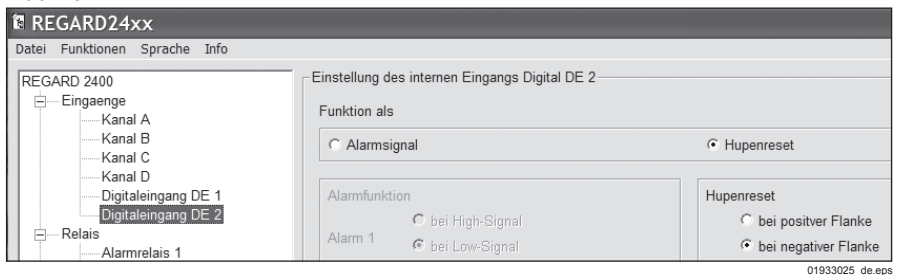 REGARD24xx
Datei Funktionen Sprache Info
REGARD 2400
Eingaenge
Kanal A
Kanal B
Kanal C
Kanal D
Digitaleingang DE 1
Digitaleingang DE 2
Relais
Alarmrelais 1
Einstellung des internen Eingangs Digital DE 2
Funktion als
Alarmsignal
Hupenreset
Alarmfunktion
Alarm 1
bei High-Signal
bei Low-Signal
Hupenreset
bei positver Flanke
bei negativer Flanke
01933025_de.eps